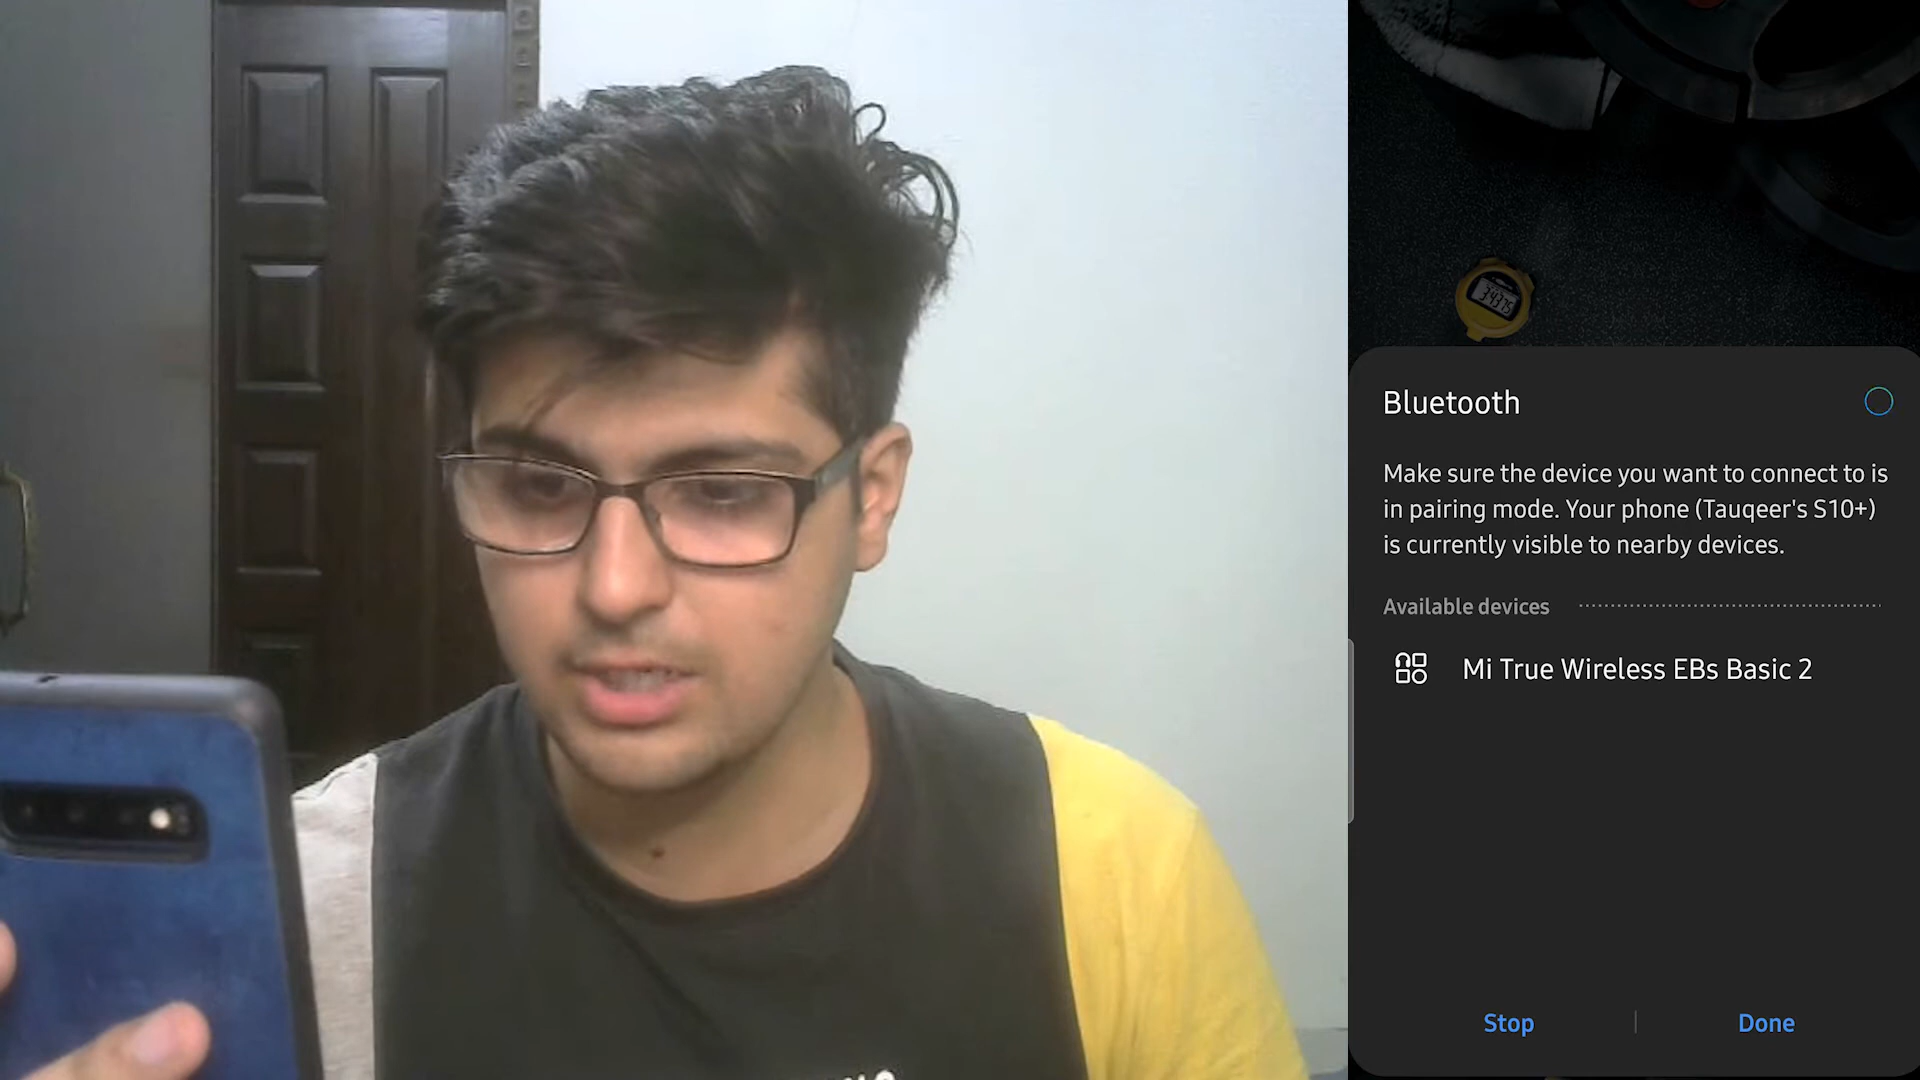 34375
Bluetooth
Make sure the device you want to connect to is
in pairing mode. Your phone (Tauqeer's S10+)
is currently visible to nearby devices.
Available devices
Mi True Wireless EBs Basic 2
Stop
Done